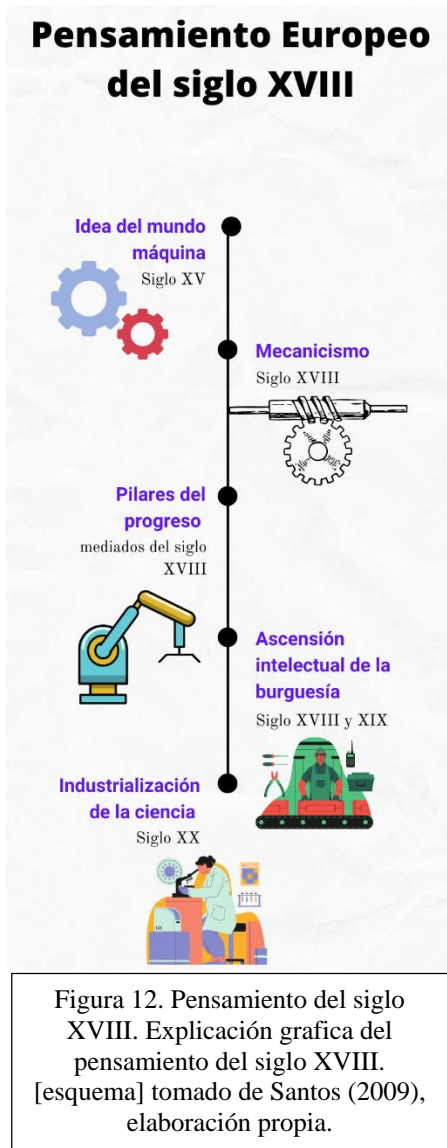 Pensamiento Europeo
del siglo XVIII
Idea del mundo
máquina
Siglo XV
Mecanicismo
Siglo XVIII
Pilares del
progreso
mediados del siglo
XVIII
Ascensión
intelectual de la
burguesía
Siglo XVIII y XIX
Industrialización
de la ciencia
Siglo XX
Figura 12. Pensamiento del siglo
XVIII. Explicación grafica del
pensamiento del siglo XVIII.
[esquema] tomado de Santos (2009),
elaboración propia.